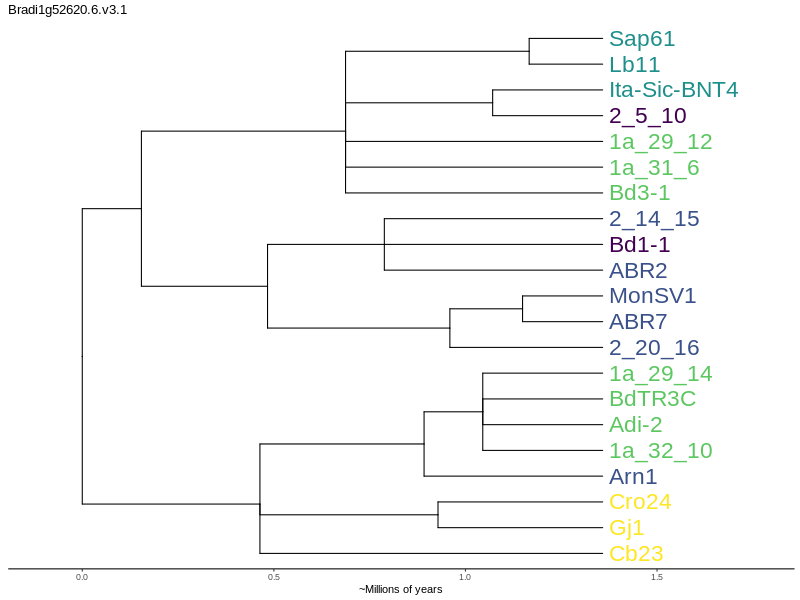 Bradi1g52620.6.v3.1
Sap61
Lb11
Ita-Sic-BNT4
2_5_10
1a_29_12
1a_31_6
Bd3-1
2_14_15
Bd1-1
ABR2
MonSV1
ABR7
2_20_16
1a_29_14
BdTR3C
Adi-2
1a_32_10
Arn1
Cro24
Gj1
Cb23
0.0 0.5 1.0 1.5
~Millions of years